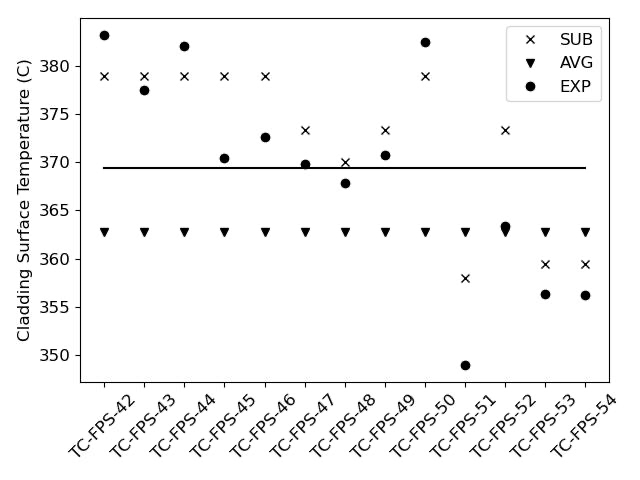 Cladding Surface Temperature (C)
380
375
370
365
360
355
350
SUB
AVG
EXP
TC-FPS-42
TC-FPS-43
TC-FPS-44
TC-FPS-45
TC-FPS-46
TC-FPS-47
TC-FPS-48
TC-FPS-49
TC-FPS-50
TC-FPS-51
TC-FPS-52
TC-FPS-53
TC-FPS-54